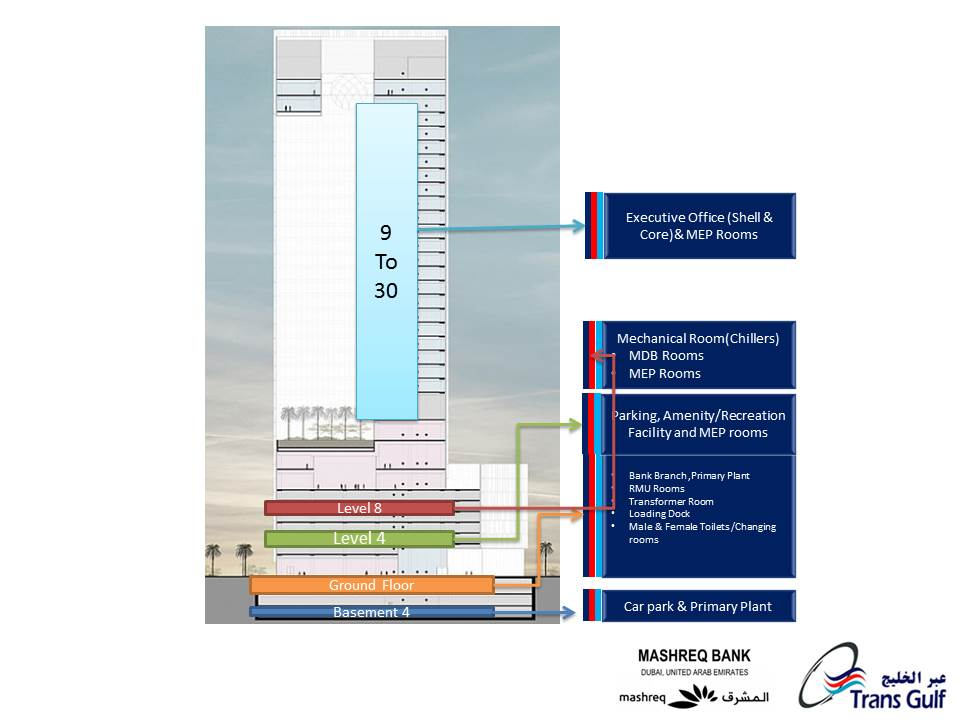 9
To
30
Level 8
Level 4
Ground Floor
Basement 4
Executive Office (Shell &
Core)& MEP Rooms
Mechanical Room(Chillers)
MDB Rooms
• MEP Rooms
Parking, Amenity/Recreation
Facility and MEP rooms
• Bank Branch ,Primary Plant
• RMU Rooms
• Transformer Room
• Loading Dock
• Male & Female Toilets /Changing
rooms
Car park & Primary Plant
MASHREQ BANK
DUBAI, UNITED ARAB EMIRATES
mashreq المشرق
عبر الخليج
Trans Gulf